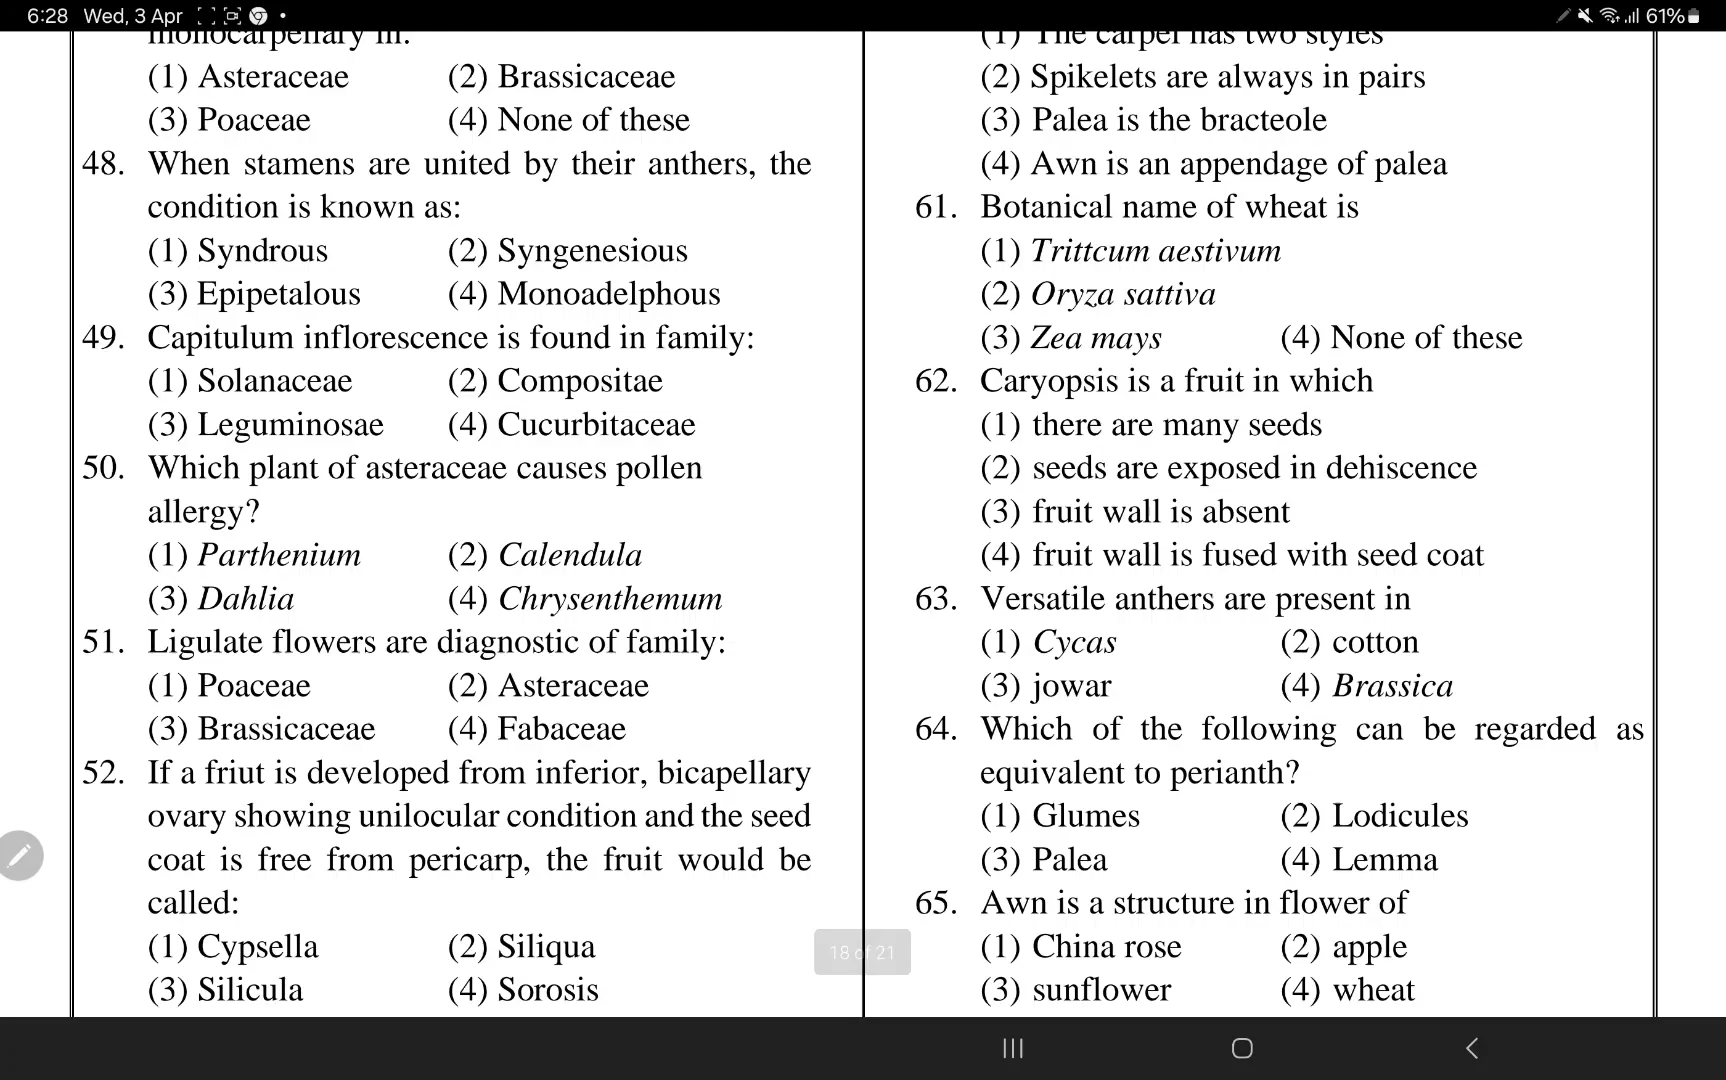 6:28 Wed, 3 Apr
61%
monocarpellary in:
(1) Asteraceae (2) Brassicaceae
(3) Poaceae (4) None of these
48. When stamens are united by their anthers, the
condition is known as:
(1) Syndrous (2) Syngenesious
(3) Epipetalous (4) Monoadelphous
49. Capitulum inflorescence is found in family:
(1) Solanaceae (2) Compositae
(3) Leguminosae (4) Cucurbitaceae
50. Which plant of asteraceae causes pollen
allergy?
(1) Parthenium (2) Calendula
(3) Dahlia (4) Chrysenthemum
51. Ligulate flowers are diagnostic of family:
(1) Poaceae (2) Asteraceae
(3) Brassicaceae (4) Fabaceae
52. If a friut is developed from inferior, bicapellary
ovary showing unilocular condition and the seed
coat is free from pericarp, the fruit would be
called:
(1) Cypsella (2) Siliqua
(3) Silicula (4) Sorosis
(1) The carpel has two styles
(2) Spikelets are always in pairs
(3) Palea is the bracteole
(4) Awn is an appendage of palea
61. Botanical name of wheat is
(1) Trittcum aestivum
(2) Oryza sattiva
(3) Zea mays (4) None of these
62. Caryopsis is a fruit in which
(1) there are many seeds
(2) seeds are exposed in dehiscence
(3) fruit wall is absent
(4) fruit wall is fused with seed coat
63. Versatile anthers are present in
(1) Cycas (2) cotton
(3) jowar (4) Brassica
64. Which of the following can be regarded as
equivalent to perianth?
(1) Glumes (2) Lodicules
(3) Palea (4) Lemma
65. Awn is a structure in flower of
(1) China rose (2) apple
(3) sunflower (4) wheat
18 of 21